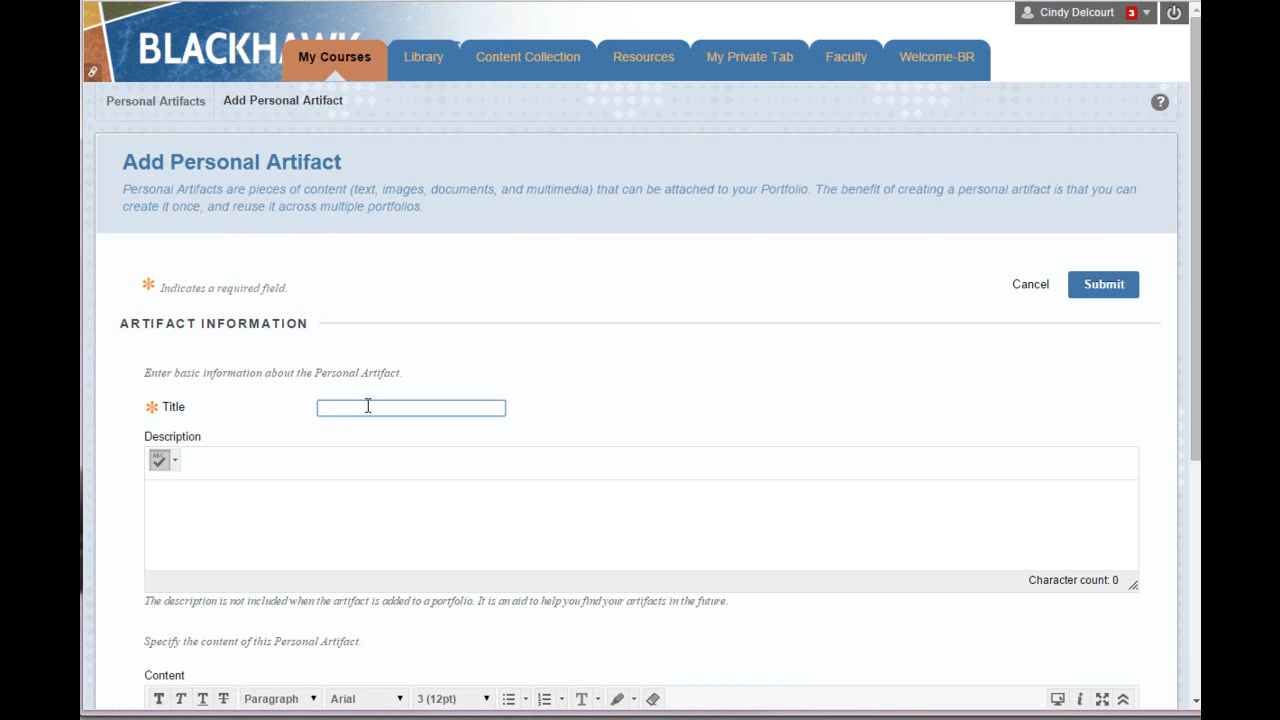 Cindy Delcourt 3
BLACKHAWK
My Courses Library Content Collection Resources My Private Tab Faculty Welcome-BR
Personal Artifacts Add Personal Artifact ?
Add Personal Artifact
Personal Artifacts are pieces of content (text, images, documents, and multimedia) that can be attached to your Portfolio. The benefit of creating a personal artifact is that you can
create it once, and reuse it across multiple portfolios.
* Indicates a required field. Cancel Submit
ARTIFACT INFORMATION
Enter basic information about the Personal Artifact.
* Title
Description
ABC
Character count: 0
The description is not included when the artifact is added to a portfolio. It is an aid to help you find your artifacts in the future.
Specify the content of this Personal Artifact.
Content
T T T T Paragraph Arial 3 (12pt) T i